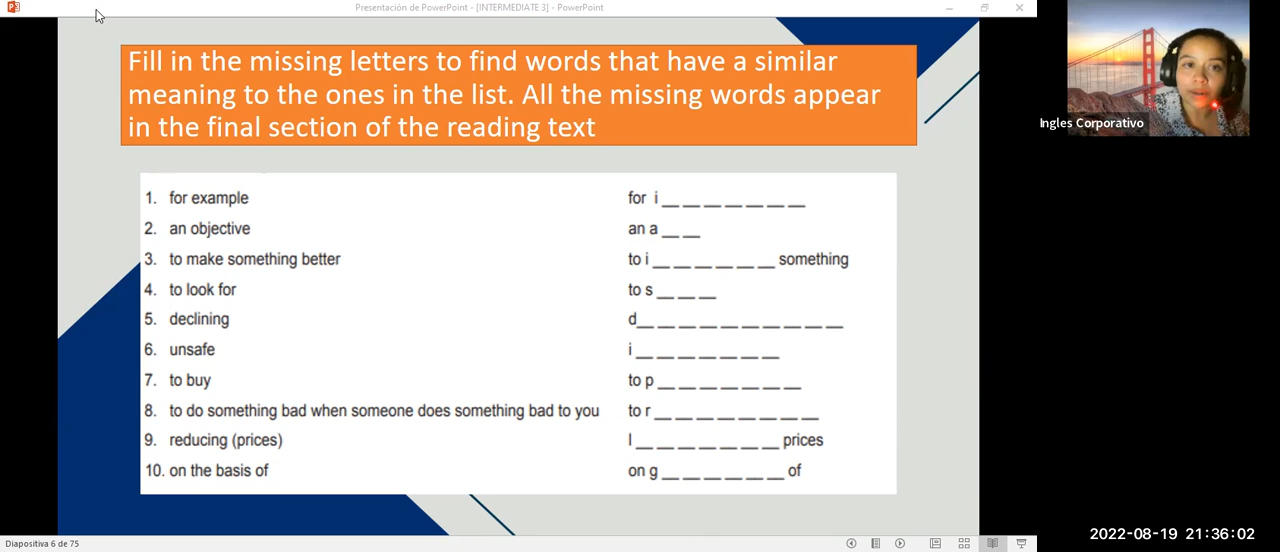 Presentación de PowerPoint - [INTERMEDIATE 3] - PowerPoint
Fill in the missing letters to find words that have a similar
meaning to the ones in the list. All the missing words appear
in the final section of the reading text
1. for example for i _ _ _ _ _ _ _
2. an objective an a _ _
3. to make something better to i _ _ _ _ _ _ something
4. to look for to s _ _ _
5. declining d _ _ _ _ _ _ _ _ _ _
6. unsafe i _ _ _ _ _ _ _
7. to buy to p _ _ _ _ _ _ _
8. to do something bad when someone does something bad to you to r _ _ _ _ _ _ _ _
9. reducing (prices) l _ _ _ _ _ _ _ prices
10. on the basis of on g _ _ _ _ _ _ of
Ingles Corporativo
Diapositiva 6 de 75
2022-08-19 21:36:02